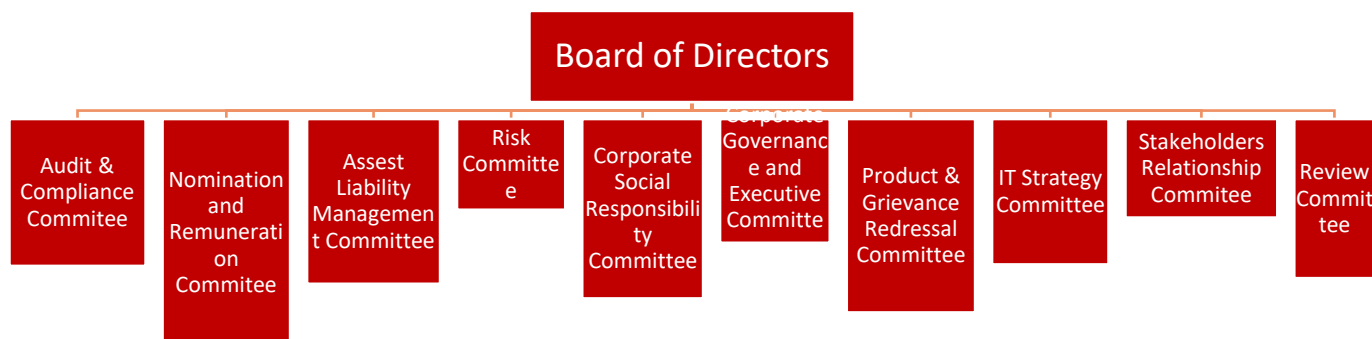 Board of Directors
Audit &
Compliance
Commitee
Nomination
and
Remunerati
on
Commitee
Assest
Liability
Managemen
t Committee
Risk
Committe
e
Corporate
Social
Responsibili
ty
Committee
Corporate
Governanc
e and
Executive
Committe
Product &
Grievance
Redressal
Committee
IT Strategy
Committee
Stakeholders
Relationship
Commitee
Review
Commit
tee